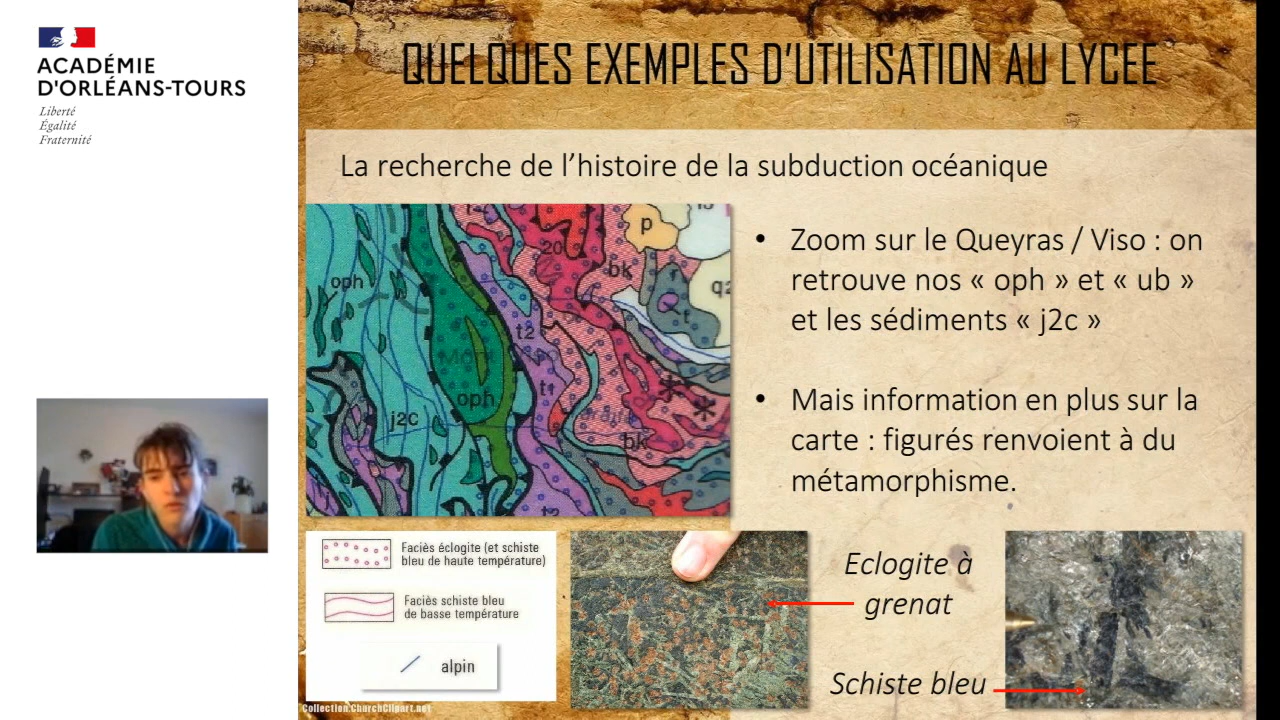 ACADÉMIE
D'ORLÉANS-TOURS
Liberté
Égalité
Fraternité
QUELQUES EXEMPLES D'UTILISATION AU LYCEE
La recherche de l’histoire de la subduction océanique
p
20
bk
oph
q2
t
t2
t1
oph
j2c
bk
t2
• Zoom sur le Queyras / Viso : on
retrouve nos « oph » et « ub »
et les sédiments « j2c »
• Mais information en plus sur la
carte : figurés renvoient à du
métamorphisme.
Faciès éclogite (et schiste
bleu de haute température)
Faciès schiste bleu
de basse température
alpin
Eclogite à
grenat
Schiste bleu
Collection.ChurchClipart.net